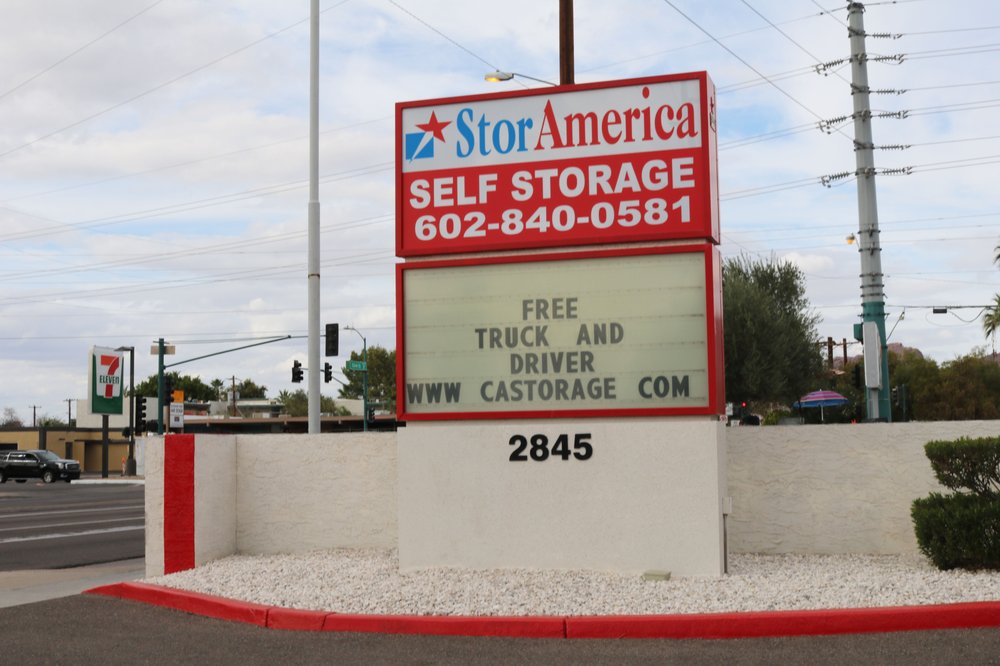 StorAmerica
SELF STORAGE
602-840-0581
FREE
TRUCK AND
DRIVER
WWW CASTORAGE COM
2845
7
ELEVEN